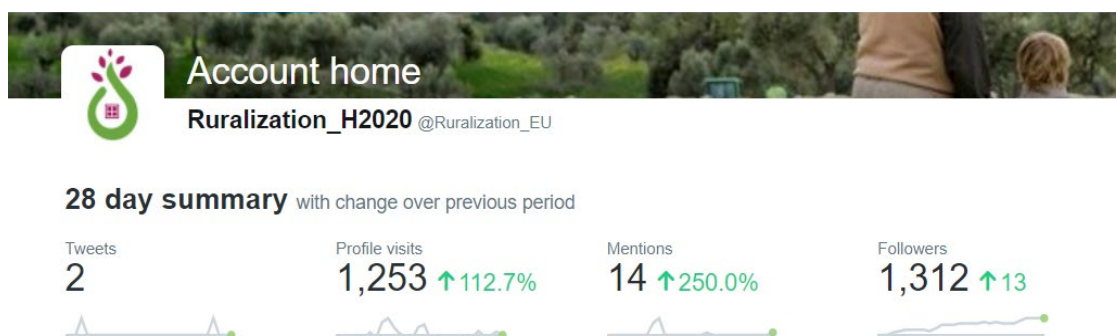 Account home
Ruralization_H2020 @Ruralization_EU
28 day summary with change over previous period
Tweets
2
Profile visits
1,253 ↑112.7%
Mentions
14 ↑250.0%
Followers
1,312 ↑13